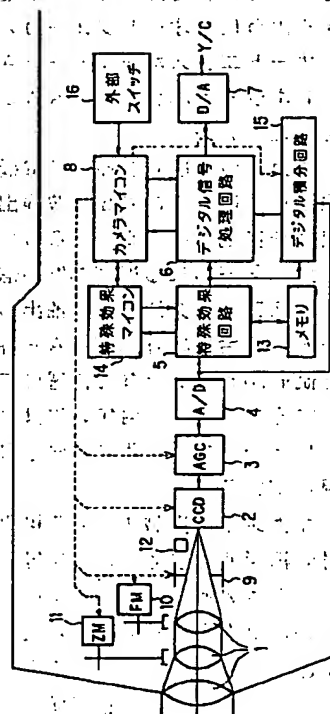 16
外部
スイッチ
8
カメラマイコン
D/A
7
Y/C
15
14
特殊効果
マイコン
6
デジタル信号
処理回路
デジタル積分回路
5
特殊効果
回路
13
メモリ
A/D
4
AGC
3
CCD
2
12
11
ZM
FM
10
9
1